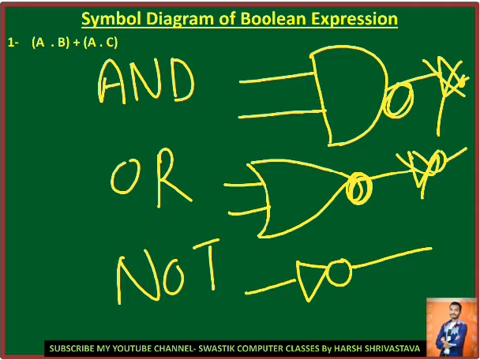 Symbol Diagram of Boolean Expression
1- (A . B) + (A . C)
AND
OR
NOT
SUBSCRIBE MY YOUTUBE CHANNEL- SWASTIK COMPUTER CLASSES By HARSH SHRIVASTAVA